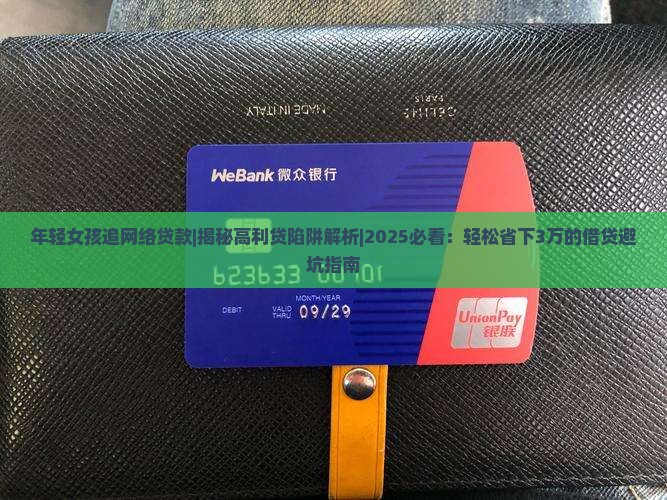 MADE IN ITALY
CELINE
PARIS
WeBank 微众银行
年轻女孩追网络贷款|揭秘高利贷陷阱解析|2025必看：轻松省下3万的借贷避
坑指南
623633
MONTH/YEAR
DEBIT
VALID
THRU
09/29
UnionPay
银联